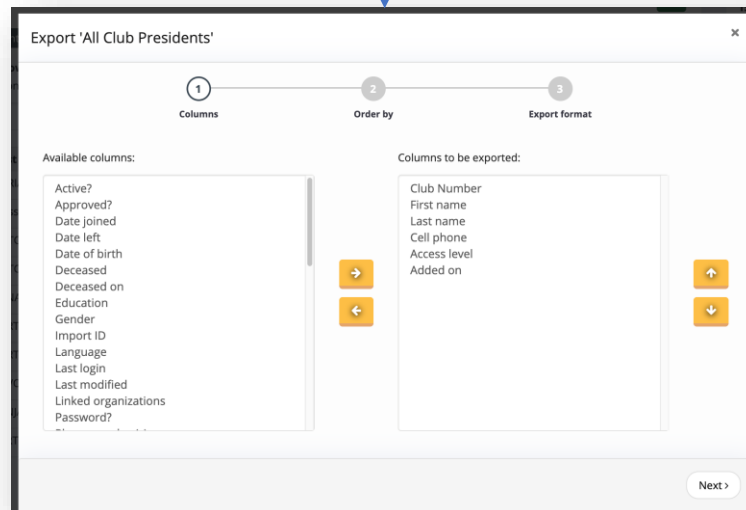 Export 'All Club Presidents'
×
1
2
3
Columns
Order by
Export format
Available columns:
Columns to be exported:
Active?
Approved?
Date joined
Date left
Date of birth
Deceased
Deceased on
Education
Gender
Import ID
Language
Last login
Last modified
Linked organizations
Password?
Club Number
First name
Last name
Cell phone
Access level
Added on
Next ›